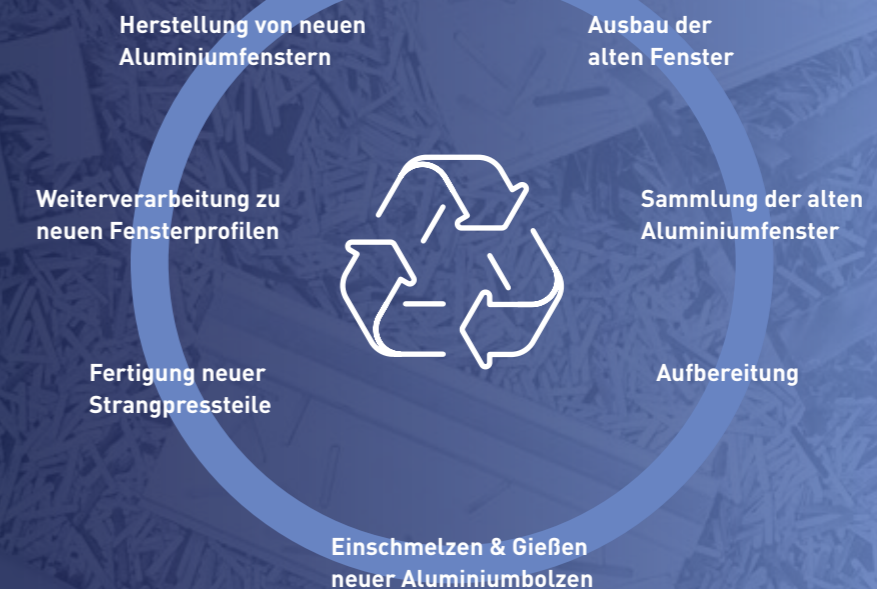 Herstellung von neuen
Aluminiumfenstern
Ausbau der
alten Fenster
Weiterverarbeitung zu
neuen Fensterprofilen
Sammlung der alten
Aluminiumfenster
Fertigung neuer
Strangpressteile
Aufbereitung
Einschmelzen & Gießen
neuer Aluminiumbolzen